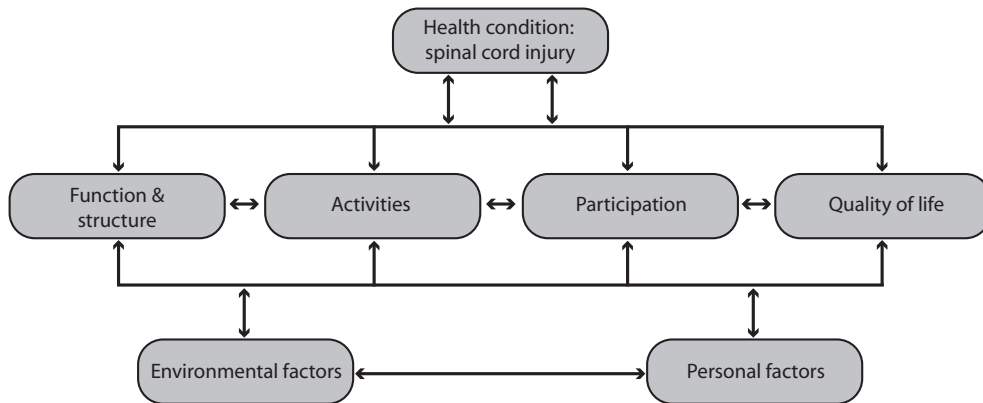 Health condition:
spinal cord injury
Function &
structure
Activities
Participation
Quality of life
Environmental factors
Personal factors